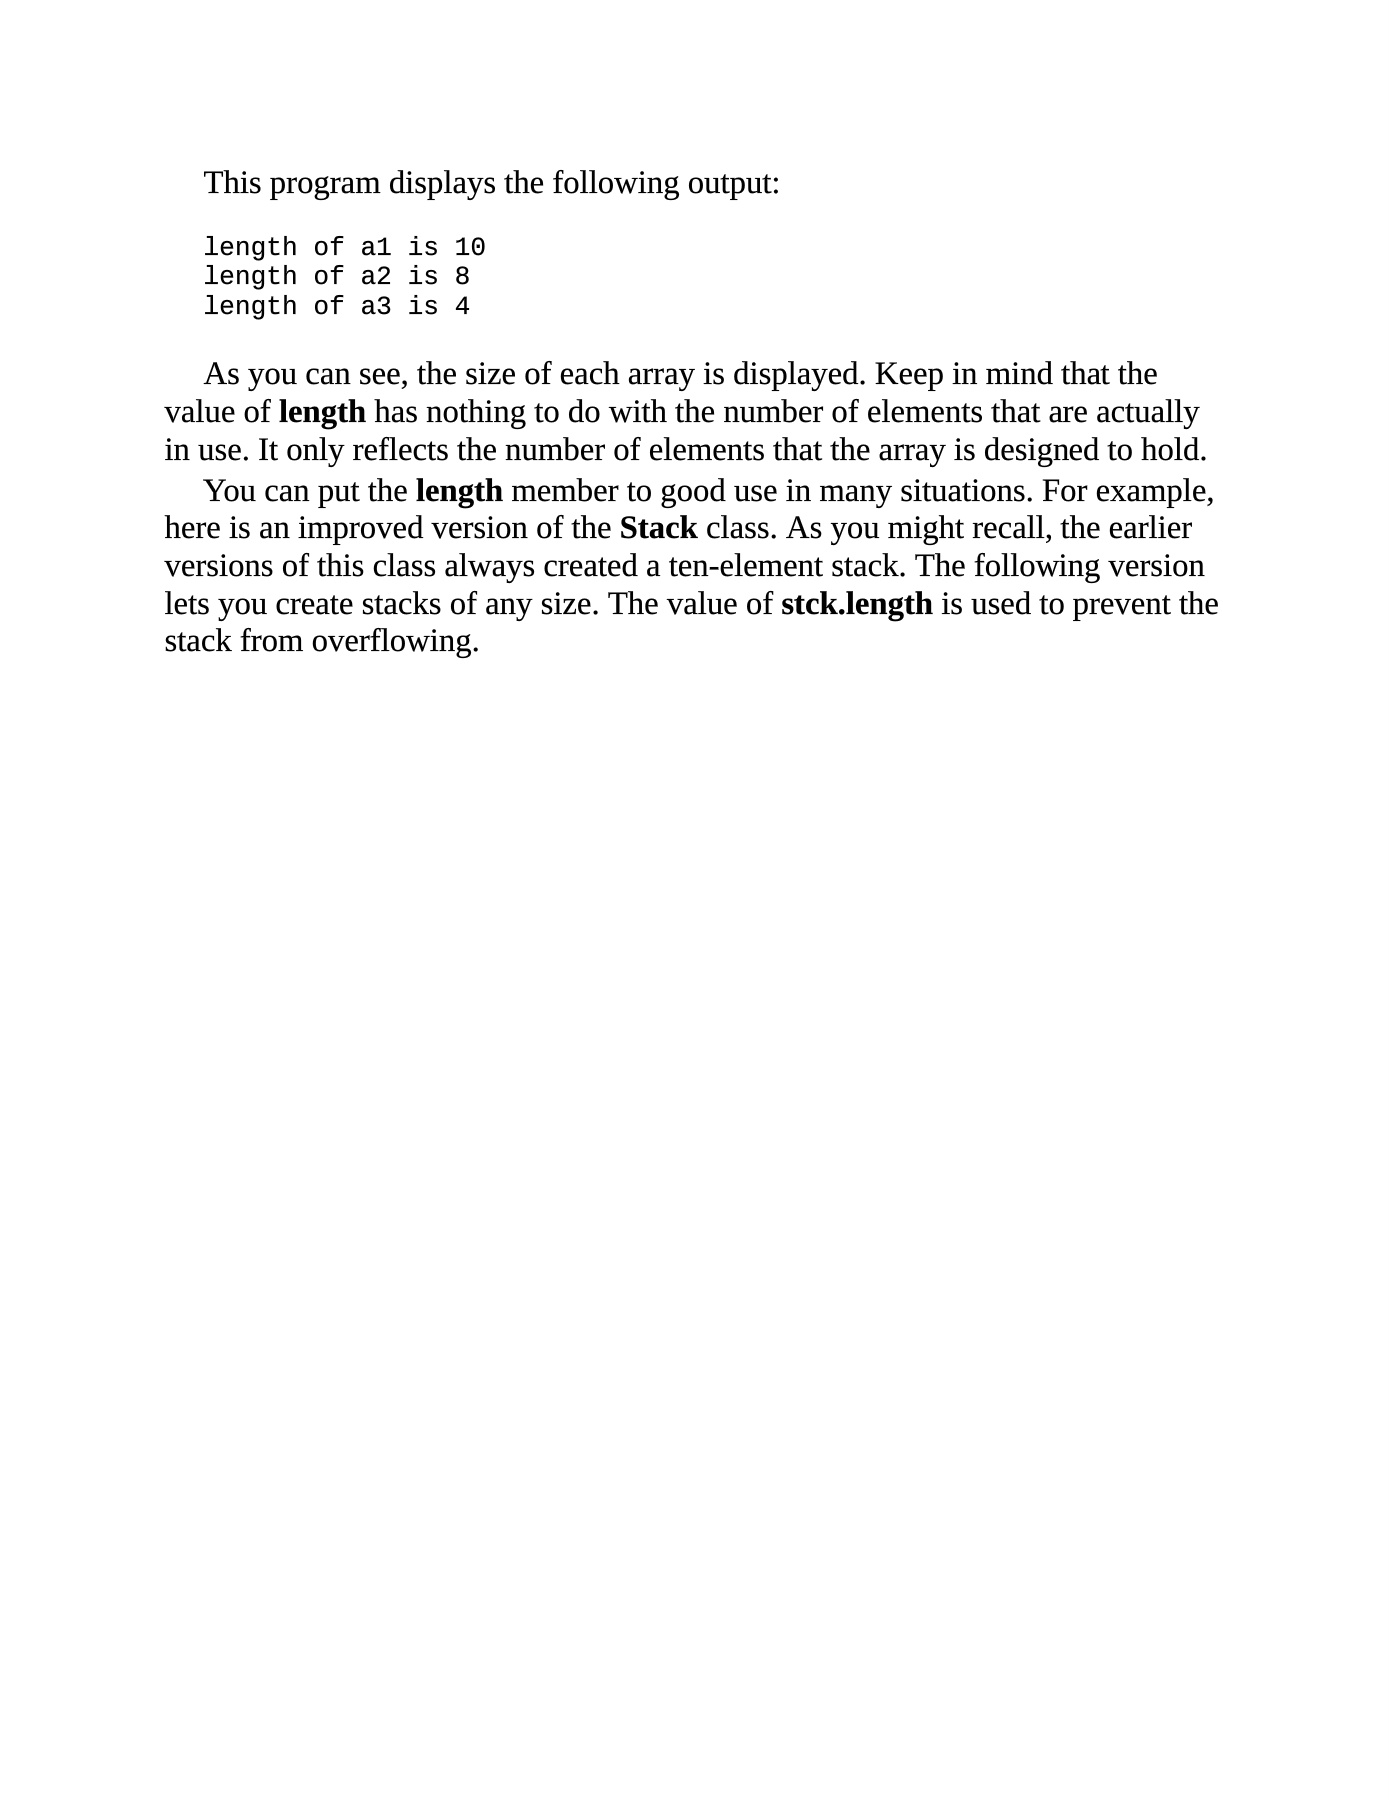 This program displays the following output:
length of a1 is 10
length of a2 is 8
length of a3 is 4
As you can see, the size of each array is displayed. Keep in mind that the
value of length has nothing to do with the number of elements that are actually
in use. It only reflects the number of elements that the array is designed to hold.
You can put the length member to good use in many situations. For example,
here is an improved version of the Stack class. As you might recall, the earlier
versions of this class always created a ten-element stack. The following version
lets you create stacks of any size. The value of stck.length is used to prevent the
stack from overflowing.